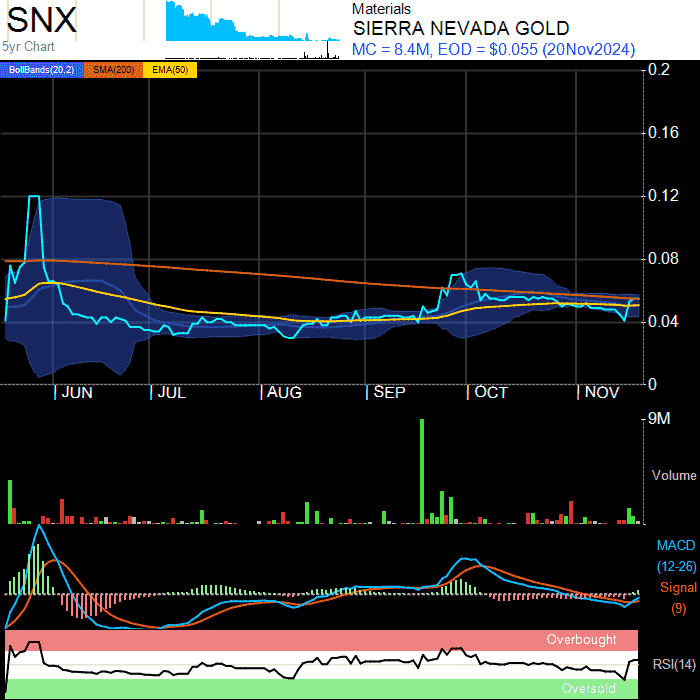 SNX
5yr Chart
Materials
SIERRA NEVADA GOLD
MC = 8.4M, EOD = $0.055 (20Nov2024)
BollBands(20,2) SMA(200) EMA(50)
0.2
0.16
0.12
0.08
0.04
0
JUN JUL AUG SEP OCT NOV
9M
Volume
MACD
(12-26)
Signal
(9)
Overbought
RSI(14)
Oversold